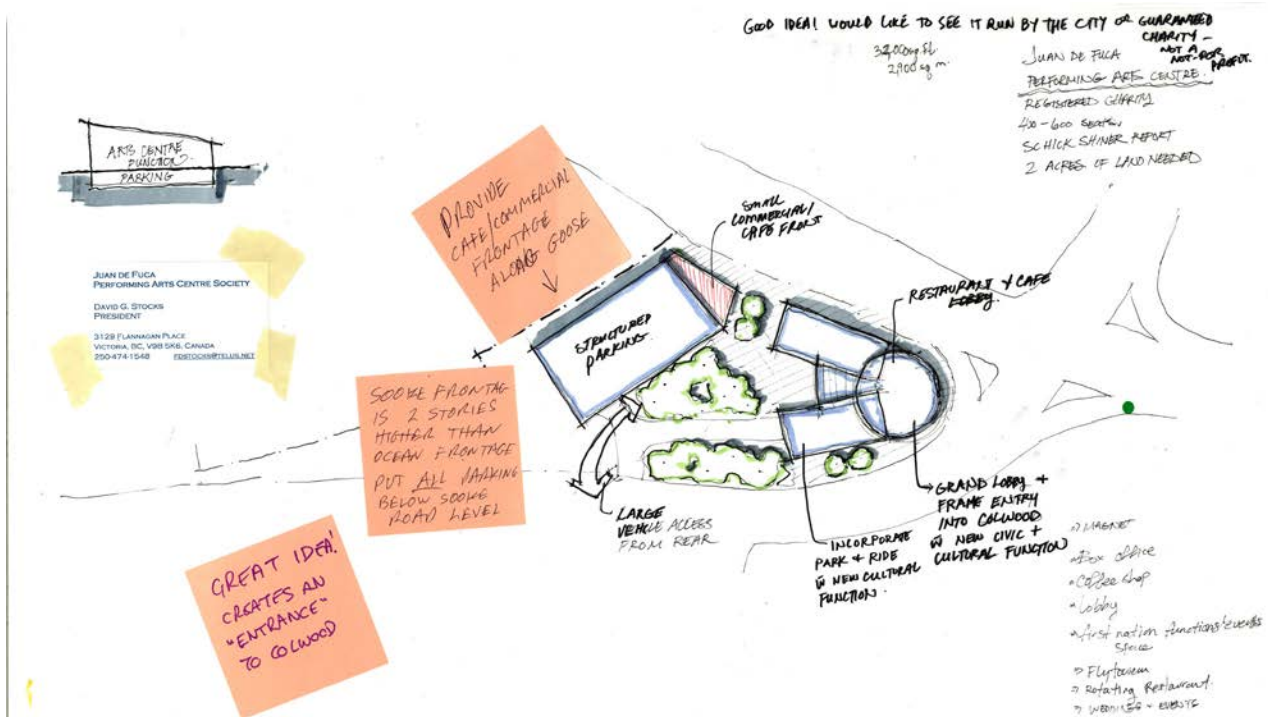 GOOD IDEA! WOULD LIKE TO SEE IT RUN BY THE CITY OR GUARANTEED
CHARITY -
NOT A
NOT-FOR
PROFIT.
2,900 sq m.
JUAN DE FUCA
PERFORMING ARTS CENTRE.
REGISTERED CHARITY
400-600 SEATS.
SCHICK SHINER REPORT
2 ACRES OF LAND NEEDED
ARTS CENTRE
FUNCTION.
PARKING
JUAN DE FUCA
PERFORMING ARTS CENTRE SOCIETY
DAVID G. STOCKS
PRESIDENT
3129 FLANNAGAN PLACE
VICTORIA, BC, V9B 5K6, CANADA
250-474-1548 FDSTOCKS@TELUS.NET
PROVIDE
CAFE/COMMERCIAL
FRONTAGE
ALONG GOOSE
SMALL
COMMERCIAL/
CAFE FRONT
STRUCTURED
PARKING
RESTAURANT & CAFE
LOBBY.
SOOKE FRONTAG
IS 2 STORIES
HIGHER THAN
OCEAN FRONTAGE
PUT ALL PARKING
BELOW SOOKE
ROAD LEVEL
LARGE
VEHICLE ACCESS
FROM REAR
INCORPORATE
PARK & RIDE
W NEW CULTURAL
FUNCTION.
GRAND LOBBY +
FRAME ENTRY
INTO COLWOOD
W NEW CIVIC +
CULTURAL FUNCTION
GREAT IDEA!
CREATES AN
"ENTRANCE"
TO COLWOOD
MAGNET
Box office
Coffee shop
Lobby
first nation functions/events
space
Flytower
Rotating Restaurant.
WEDDINGS - EVENTS